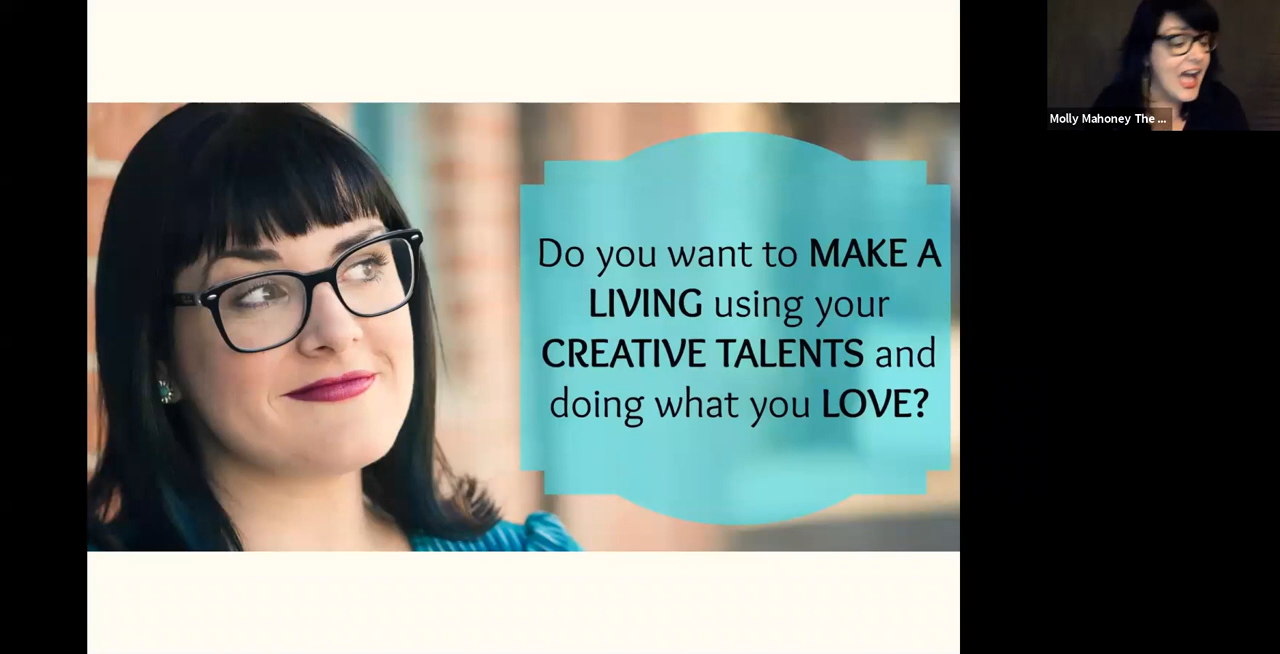 Do you want to MAKE A
LIVING using your
CREATIVE TALENTS and
doing what you LOVE?
Molly Mahoney The ...